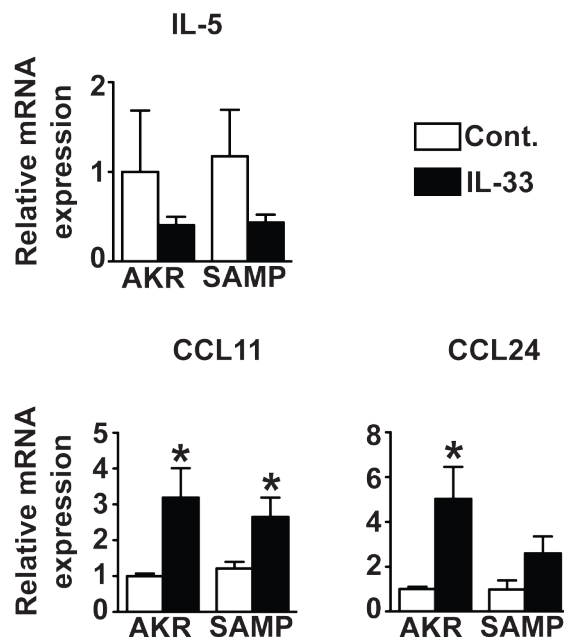 IL-5
Relative mRNA
expression
2
1
0
AKR SAMP
Cont.
IL-33
CCL11
Relative mRNA
expression
5
4
3
2
1
0
* *
AKR SAMP
CCL24
8
6
4
2
0
*
AKR SAMP